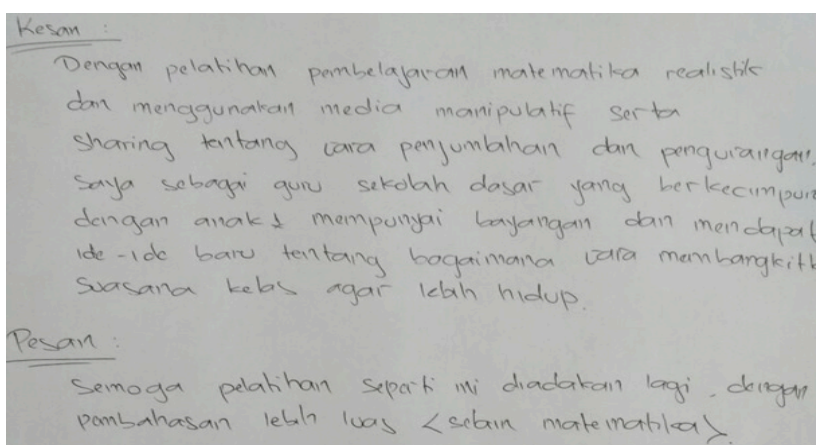 Kesan :
Dengan pelatihan pembelajaran matematika realistik
dan menggunakan media manipulatif serta
sharing tentang cara penjumlahan dan pengurangan.
Saya sebagai guru sekolah dasar yang berkecimpun
dengan anak2 mempunyai bayangan dan mendapat
ide-ide baru tentang bagaimana cara membangkitk
suasana kelas agar lebih hidup.
Pesan :
Semoga pelatihan seperti ini diadakan lagi, dengan
pembahasan lebih luas <selain matematika>